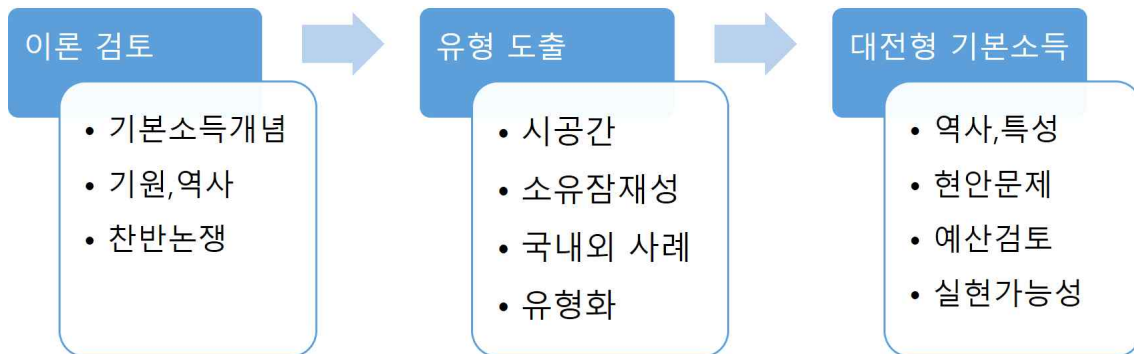 이론 검토
• 기본소득개념
• 기원,역사
• 찬반논쟁
유형 도출
• 시공간
• 소유잠재성
• 국내외 사례
• 유형화
대전형 기본소득
• 역사,특성
• 현안문제
• 예산검토
• 실현가능성